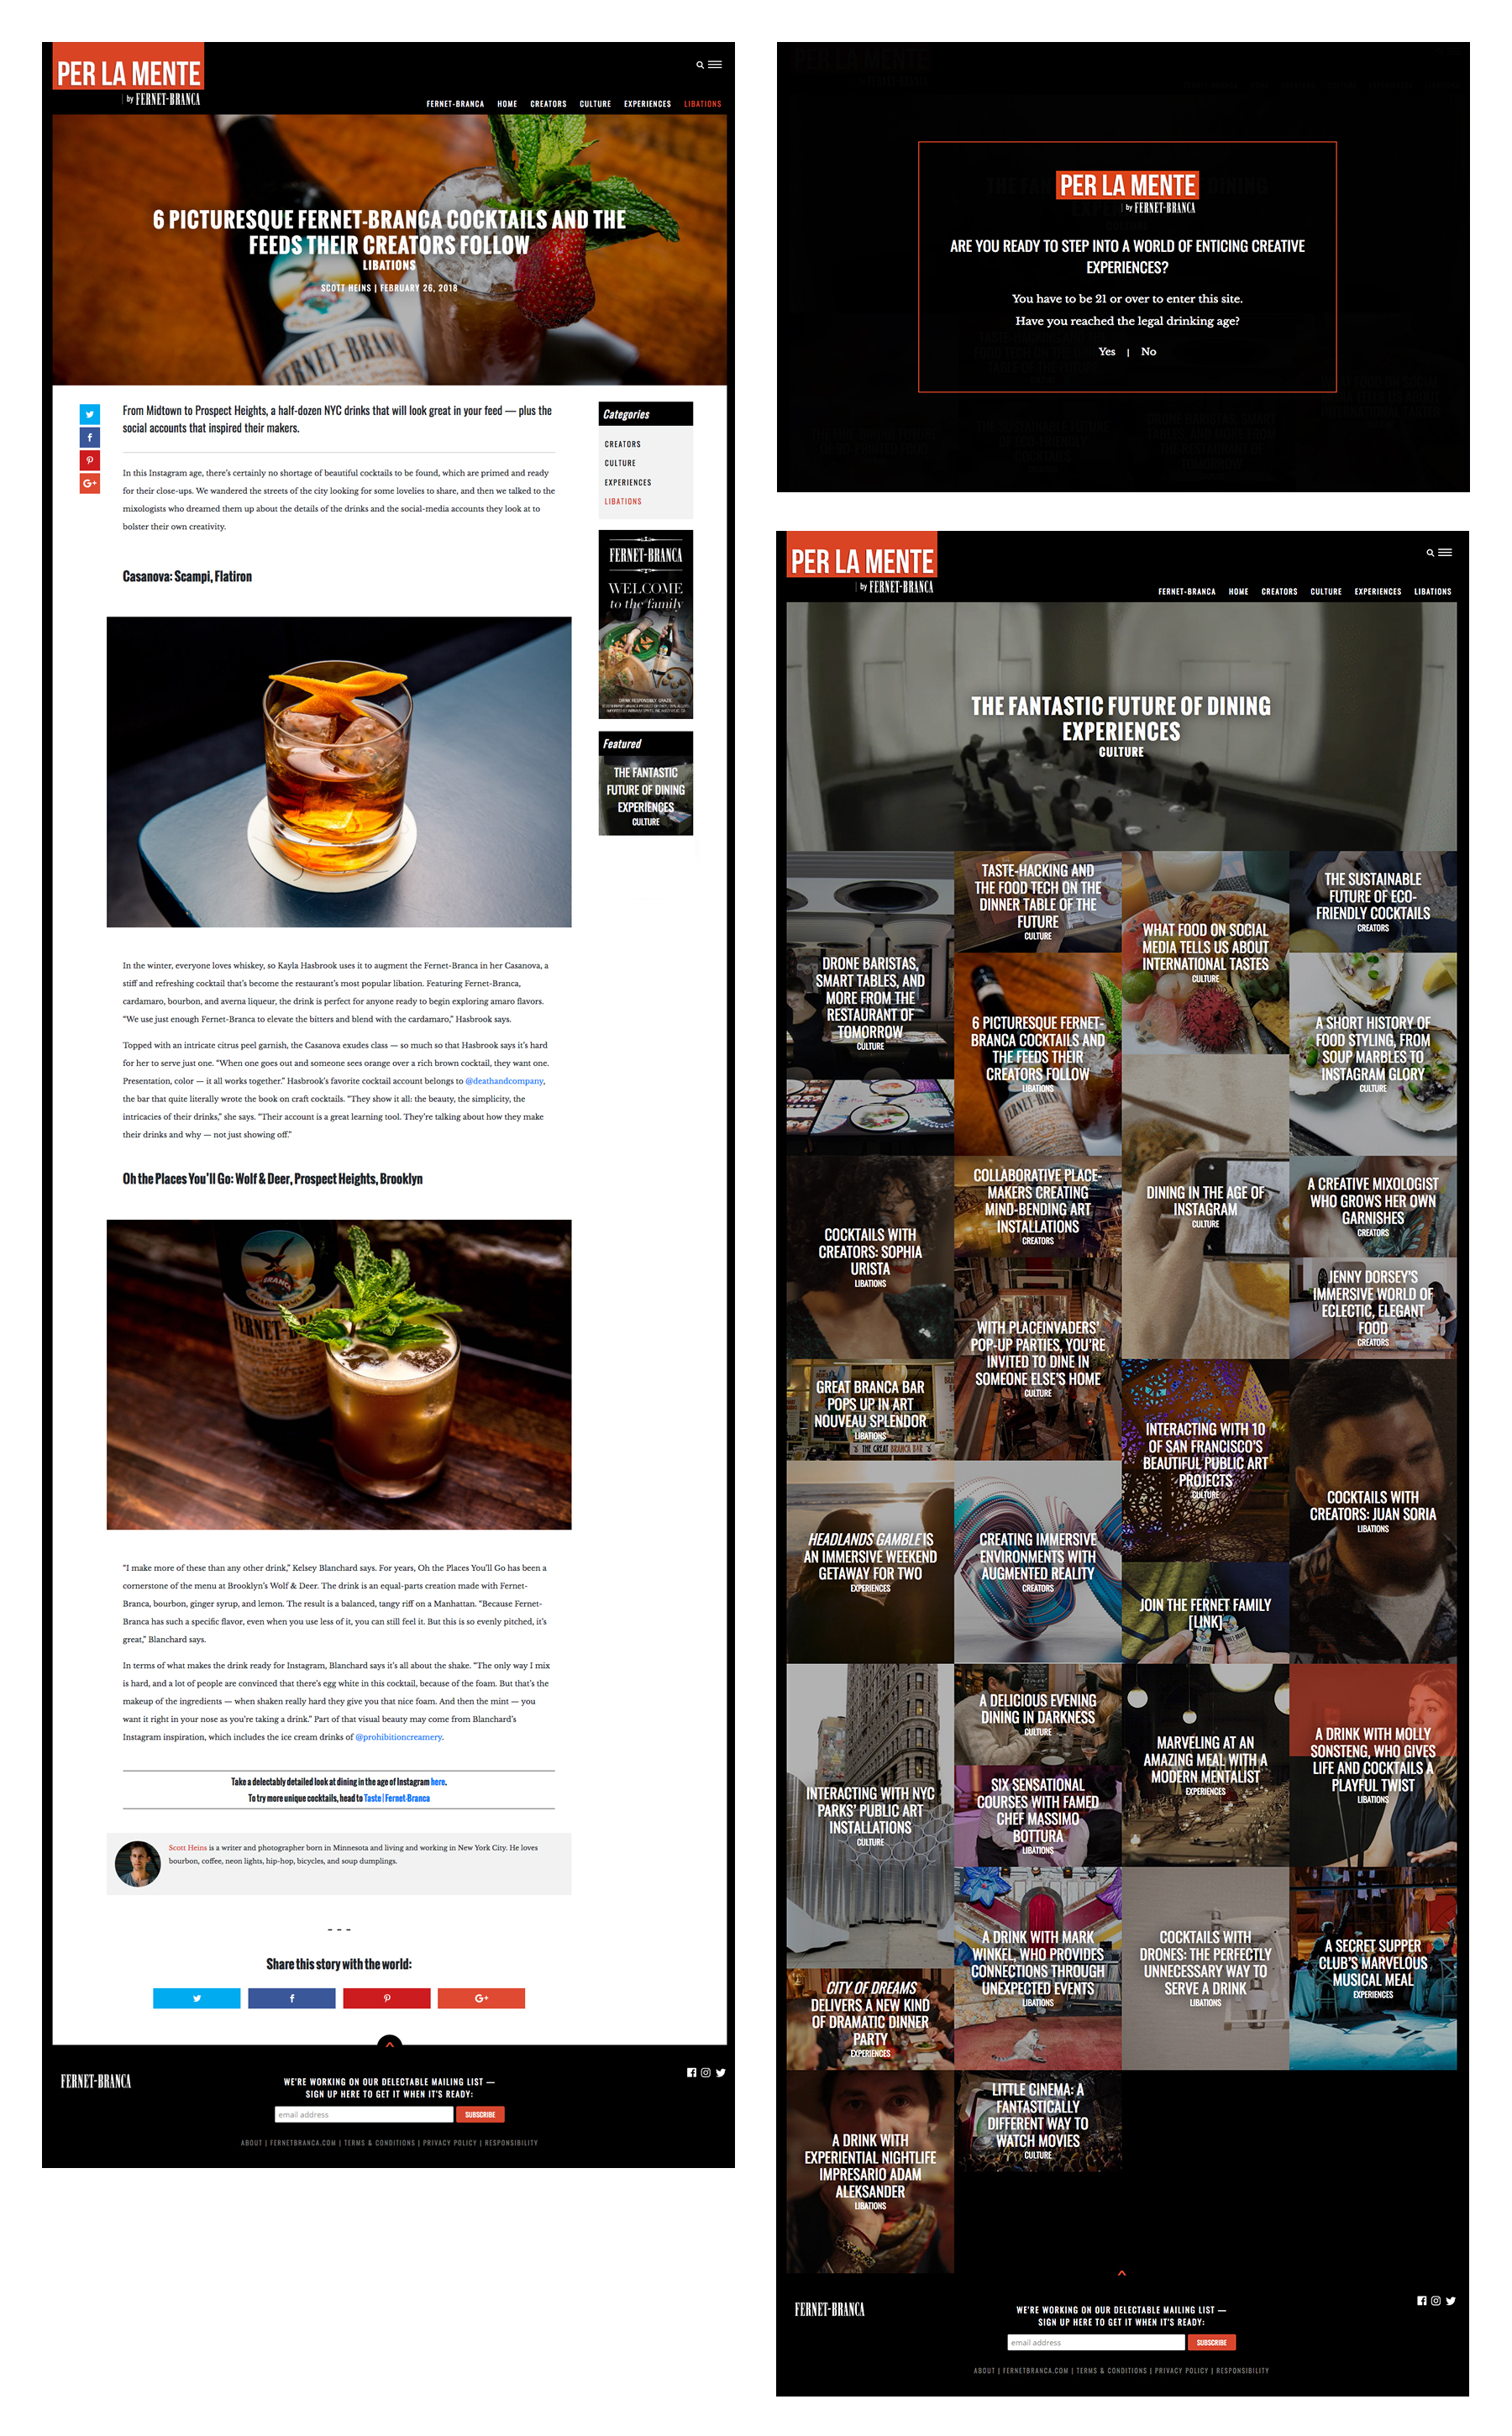 PER LA MENTE
| by FERNET-BRANCA
FERNET-BRANCA HOME CREATORS CULTURE EXPERIENCES LIBATIONS
6 PICTURESQUE FERNET-BRANCA COCKTAILS AND THE
FEEDS THEIR CREATORS FOLLOW
LIBATIONS
SCOTT HEINS | FEBRUARY 26, 2018
FERNET-BRANCA
From Midtown to Prospect Heights, a half-dozen NYC drinks that will look great in your feed — plus the
social accounts that inspired their makers.
In this Instagram age, there's certainly no shortage of beautiful cocktails to be found, which are primed and ready
for their close-ups. We wandered the streets of the city looking for some lovelies to share, and then we talked to the
mixologists who dreamed them up about the details of the drinks and the social-media accounts they look at to
bolster their own creativity.
Casanova: Scampi, Flatiron
In the winter, everyone loves whiskey, so Kayla Hasbrook uses it to augment the Fernet-Branca in her Casanova, a
stiff and refreshing cocktail that's become the restaurant's most popular libation. Featuring Fernet-Branca,
cardamaro, bourbon, and averna liqueur, the drink is perfect for anyone ready to begin exploring amaro flavors.
"We use just enough Fernet-Branca to elevate the bitters and blend with the cardamaro," Hasbrook says.
Topped with an intricate citrus peel garnish, the Casanova exudes class — so much so that Hasbrook says it's hard
for her to serve just one. "When one goes out and someone sees orange over a rich brown cocktail, they want one.
Presentation, color — it all works together." Hasbrook's favorite cocktail account belongs to @deathandcompany,
the bar that quite literally wrote the book on craft cocktails. "They show it all: the beauty, the simplicity, the
intricacies of their drinks," she says. "Their account is a great learning tool. They're talking about how they make
their drinks and why — not just showing off."
Oh the Places You'll Go: Wolf & Deer, Prospect Heights, Brooklyn
BRANCA
FERNET-B
"I make more of these than any other drink," Kelsey Blanchard says. For years, Oh the Places You'll Go has been a
cornerstone of the menu at Brooklyn's Wolf & Deer. The drink is an equal-parts creation made with Fernet-
Branca, bourbon, ginger syrup, and lemon. The result is a balanced, tangy riff on a Manhattan. "Because Fernet-
Branca has such a specific flavor, even when you use less of it, you can still feel it. But this is so evenly pitched, it's
great," Blanchard says.
In terms of what makes the drink ready for Instagram, Blanchard says it's all about the shake. "The only way I mix
is hard, and a lot of people are convinced that there's egg white in this cocktail, because of the foam. But that's the
makeup of the ingredients — when shaken really hard they give you that nice foam. And then the mint — you
want it right in your nose as you're taking a drink." Part of that visual beauty may come from Blanchard's
Instagram inspiration, which includes the ice cream drinks of @prohibitioncreamery.
Take a delectably detailed look at dining in the age of Instagram here.
To try more unique cocktails, head to Taste | Fernet-Branca
Scott Heins is a writer and photographer born in Minnesota and living and working in New York City. He loves
bourbon, coffee, neon lights, hip-hop, bicycles, and soup dumplings.
– – –
Share this story with the world:
G+
Categories
CREATORS
CULTURE
EXPERIENCES
LIBATIONS
FERNET-BRANCA
WELCOME
to the family
Featured
THE FANTASTIC
FUTURE OF DINING
EXPERIENCES
CULTURE
FERNET-BRANCA
WE'RE WORKING ON OUR DELECTABLE MAILING LIST —
SIGN UP HERE TO GET IT WHEN IT'S READY:
email address
SUBSCRIBE
ABOUT | FERNETBRANCA.COM | TERMS & CONDITIONS | PRIVACY POLICY | RESPONSIBILITY
PER LA MENTE
| by FERNET-BRANCA
ARE YOU READY TO STEP INTO A WORLD OF ENTICING CREATIVE
EXPERIENCES?
You have to be 21 or over to enter this site.
Have you reached the legal drinking age?
Yes | No
PER LA MENTE
| by FERNET-BRANCA
FERNET-BRANCA HOME CREATORS CULTURE EXPERIENCES LIBATIONS
THE FANTASTIC FUTURE OF DINING
EXPERIENCES
CULTURE
DRONE BARISTAS,
SMART TABLES, AND
MORE FROM THE
RESTAURANT OF
TOMORROW
CULTURE
TASTE-HACKING AND
THE FOOD TECH ON THE
DINNER TABLE OF THE
FUTURE
CULTURE
WHAT FOOD ON SOCIAL
MEDIA TELLS US ABOUT
INTERNATIONAL TASTES
CULTURE
THE SUSTAINABLE
FUTURE OF ECO-
FRIENDLY COCKTAILS
CREATORS
6 PICTURESQUE FERNET-
BRANCA COCKTAILS AND
THE FEEDS THEIR
CREATORS FOLLOW
LIBATIONS
A SHORT HISTORY OF
FOOD STYLING, FROM
SOUP MARBLES TO
INSTAGRAM GLORY
CULTURE
COCKTAILS WITH
CREATORS: SOPHIA
URISTA
LIBATIONS
COLLABORATIVE PLACE-
MAKERS CREATING
MIND-BENDING ART
INSTALLATIONS
CREATORS
DINING IN THE AGE OF
INSTAGRAM
CULTURE
A CREATIVE MIXOLOGIST
WHO GROWS HER OWN
GARNISHES
CREATORS
WITH PLACEINVADERS'
POP-UP PARTIES, YOU'RE
INVITED TO DINE IN
SOMEONE ELSE'S HOME
CULTURE
JENNY DORSEY'S
IMMERSIVE WORLD OF
ECLECTIC, ELEGANT
FOOD
CREATORS
GREAT BRANCA BAR
POPS UP IN ART
NOUVEAU SPLENDOR
LIBATIONS
THE GREAT BRANCA BAR
INTERACTING WITH 10
OF SAN FRANCISCO'S
BEAUTIFUL PUBLIC ART
PROJECTS
CULTURE
COCKTAILS WITH
CREATORS: JUAN SORIA
LIBATIONS
HEADLANDS GAMBLE IS
AN IMMERSIVE WEEKEND
GETAWAY FOR TWO
EXPERIENCES
CREATING IMMERSIVE
ENVIRONMENTS WITH
AUGMENTED REALITY
CREATORS
JOIN THE FERNET FAMILY
[LINK]
INTERACTING WITH NYC
PARKS' PUBLIC ART
INSTALLATIONS
CULTURE
A DELICIOUS EVENING
DINING IN DARKNESS
CULTURE
MARVELING AT AN
AMAZING MEAL WITH A
MODERN MENTALIST
EXPERIENCES
A DRINK WITH MOLLY
SONSTENG, WHO GIVES
LIFE AND COCKTAILS A
PLAYFUL TWIST
LIBATIONS
SIX SENSATIONAL
COURSES WITH FAMED
CHEF MASSIMO
BOTTURA
LIBATIONS
A DRINK WITH MARK
WINKEL, WHO PROVIDES
CONNECTIONS THROUGH
UNEXPECTED EVENTS
LIBATIONS
COCKTAILS WITH
DRONES: THE PERFECTLY
UNNECESSARY WAY TO
SERVE A DRINK
LIBATIONS
A SECRET SUPPER
CLUB'S MARVELOUS
MUSICAL MEAL
EXPERIENCES
CITY OF DREAMS
DELIVERS A NEW KIND
OF DRAMATIC DINNER
PARTY
EXPERIENCES
A DRINK WITH
EXPERIENTIAL NIGHTLIFE
IMPRESARIO ADAM
ALEKSANDER
LIBATIONS
LITTLE CINEMA: A
FANTASTICALLY
DIFFERENT WAY TO
WATCH MOVIES
CULTURE
FERNET-BRANCA
WE'RE WORKING ON OUR DELECTABLE MAILING LIST —
SIGN UP HERE TO GET IT WHEN IT'S READY:
email address
SUBSCRIBE
ABOUT | FERNETBRANCA.COM | TERMS & CONDITIONS | PRIVACY POLICY | RESPONSIBILITY